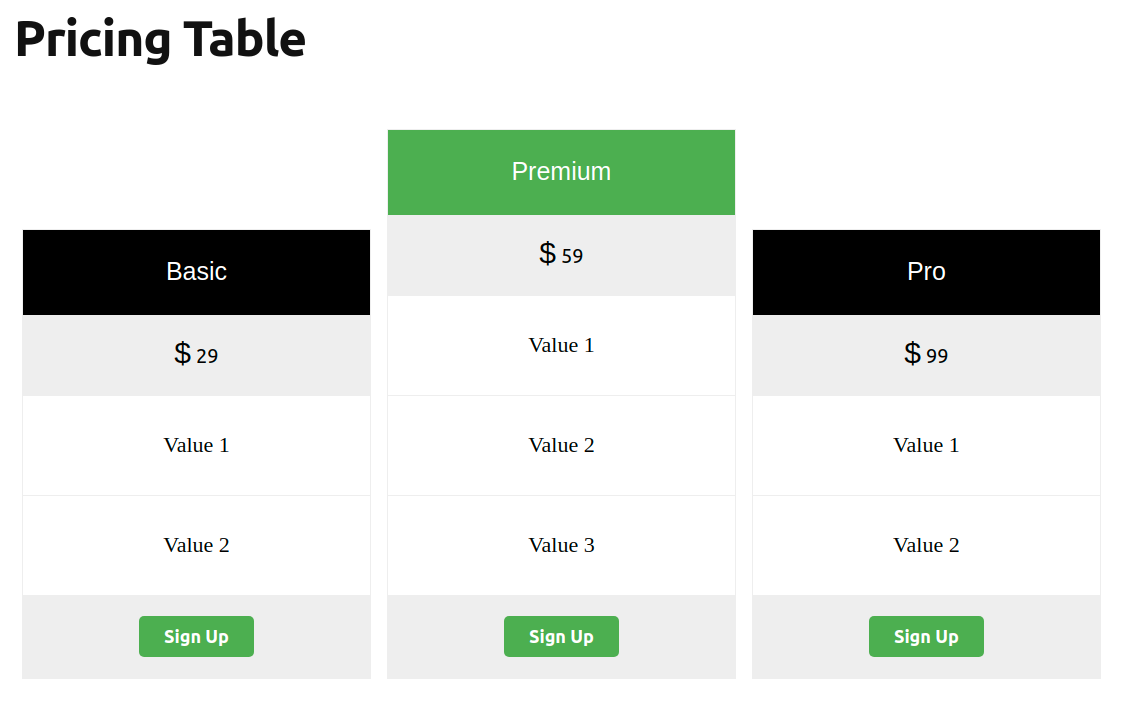 Pricing Table
Basic
$ 29
Value 1
Value 2
Sign Up
Premium
$ 59
Value 1
Value 2
Value 3
Sign Up
Pro
$ 99
Value 1
Value 2
Sign Up